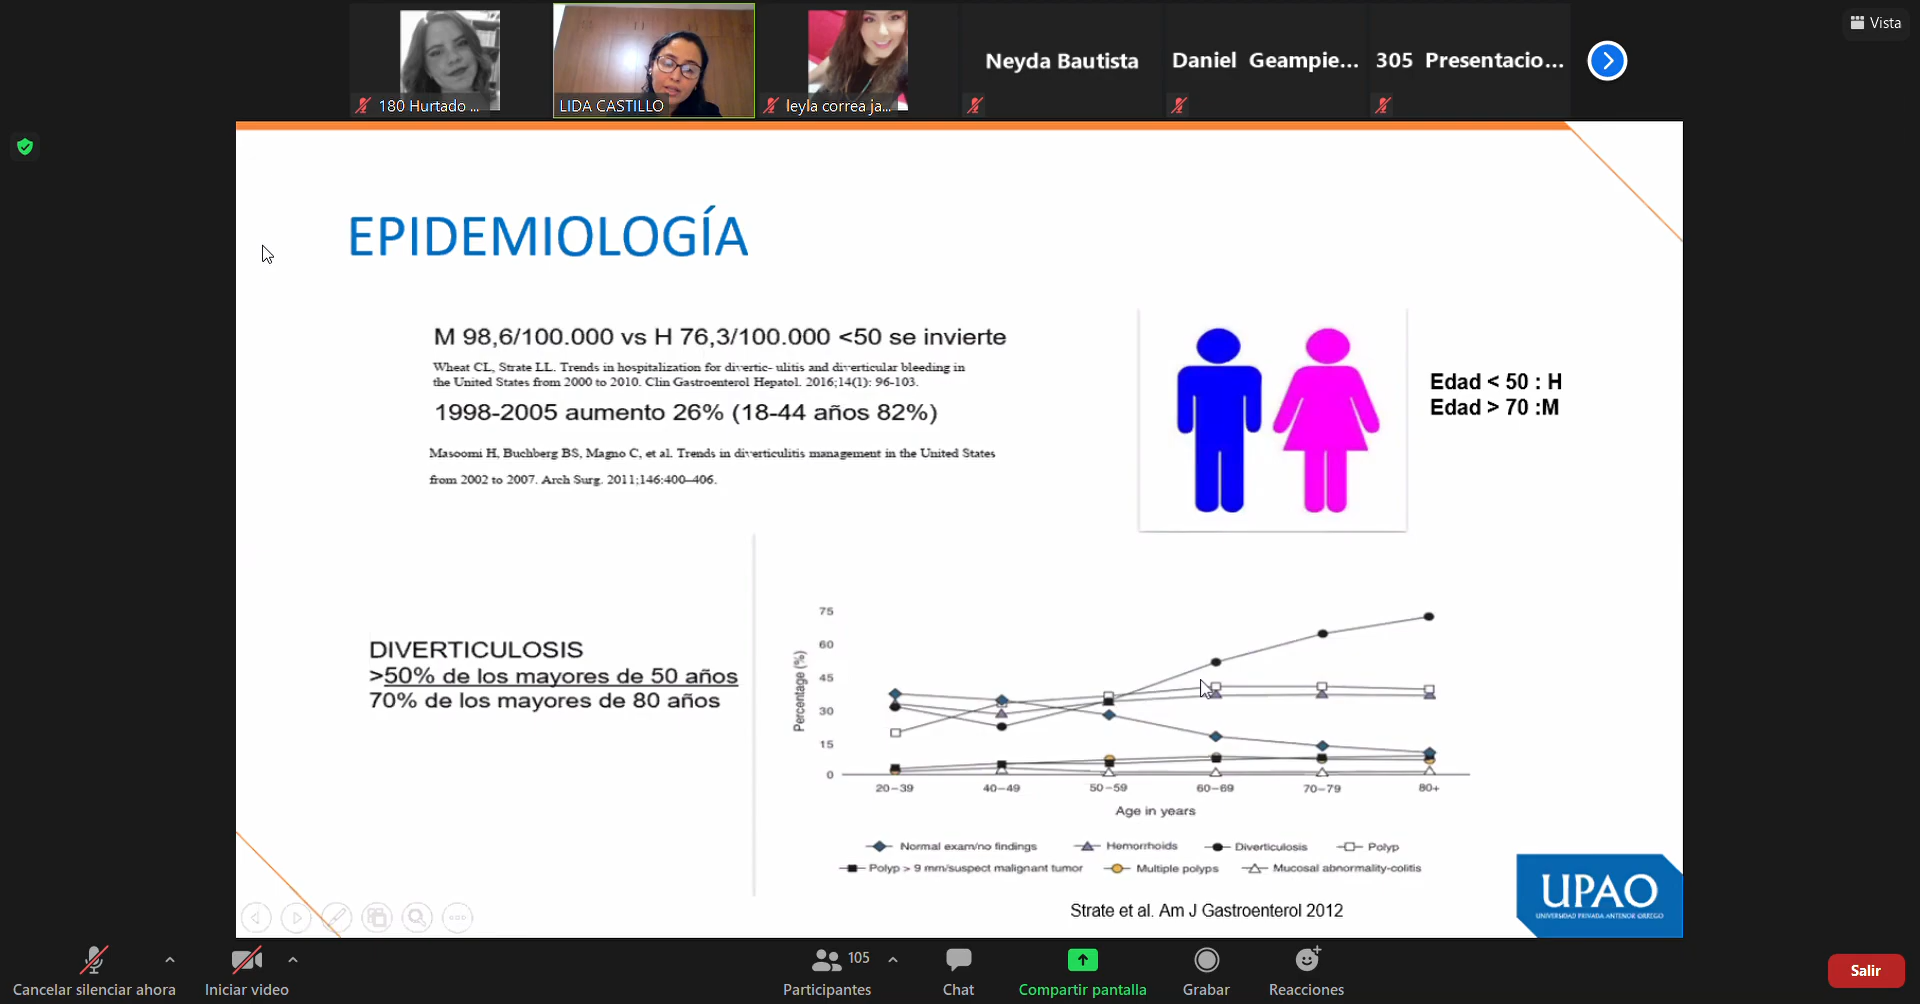 180 Hurtado ...
LIDA CASTILLO
leyla correa ja...
Neyda Bautista
Daniel Geampie...
305 Presentacio...
Vista
EPIDEMIOLOGÍA
M 98,6/100.000 vs H 76,3/100.000 <50 se invierte
Wheat CL, Strate LL. Trends in hospitalization for divertic- ulitis and diverticular bleeding in
the United States from 2000 to 2010. Clin Gastroenterol Hepatol. 2016;14(1): 96-103.
1998-2005 aumento 26% (18-44 años 82%)
Masoomi H, Buchberg BS, Magno C, et al. Trends in diverticulitis management in the United States
from 2002 to 2007. Arch Surg. 2011;146:400–406.
Edad < 50 : H
Edad > 70 :M
DIVERTICULOSIS
>50% de los mayores de 50 años
70% de los mayores de 80 años
Percentage (%)
75
60
45
30
15
0
20–39 40–49 50–59 60–69 70–79 80+
Age in years
Normal exam/no findings Hemorrhoids Diverticulosis Polyp
Polyp > 9 mm/suspect malignant tumor Multiple polyps Mucosal abnormality-colitis
Strate et al. Am J Gastroenterol 2012
UPAO
UNIVERSIDAD PRIVADA ANTENOR ORREGO
Cancelar silenciar ahora
Iniciar video
105
Participantes
Chat
Compartir pantalla
Grabar
Reacciones
Salir